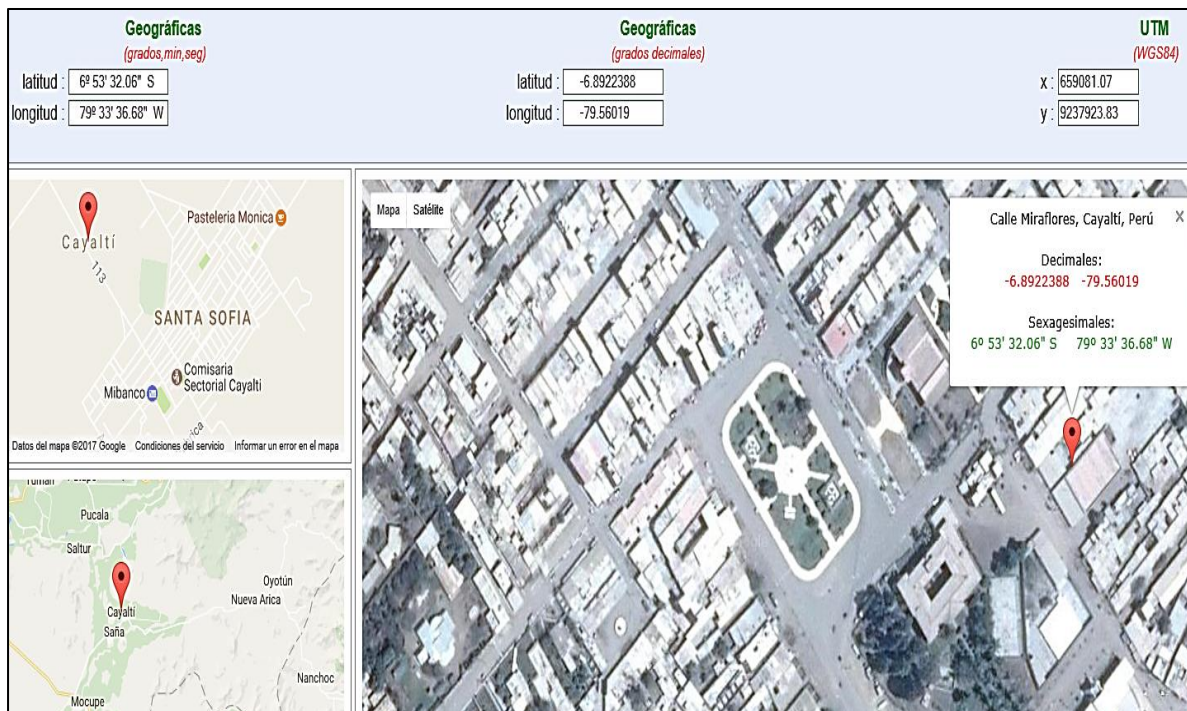 Geográficas
(grados,min,seg)
latitud : 6º 53' 32.06" S
longitud : 79º 33' 36.68" W
Geográficas
(grados decimales)
latitud : -6.8922388
longitud : -79.56019
UTM
(WGS84)
x : 659081.07
y : 9237923.83
Pasteleria Monica
Cayaltí
113
SANTA SOFIA
Comisaria
Sectorial Cayalti
Mibanco
Datos del mapa ©2017 Google Condiciones del servicio Informar un error en el mapa
Pucala
Saltur
Oyotún
Nueva Arica
Cayaltí
Saña
Nanchoc
Mocupe
Mapa Satélite
Calle Miraflores, Cayaltí, Perú X
Decimales:
-6.8922388 -79.56019
Sexagesimales:
6º 53' 32.06" S 79º 33' 36.68" W